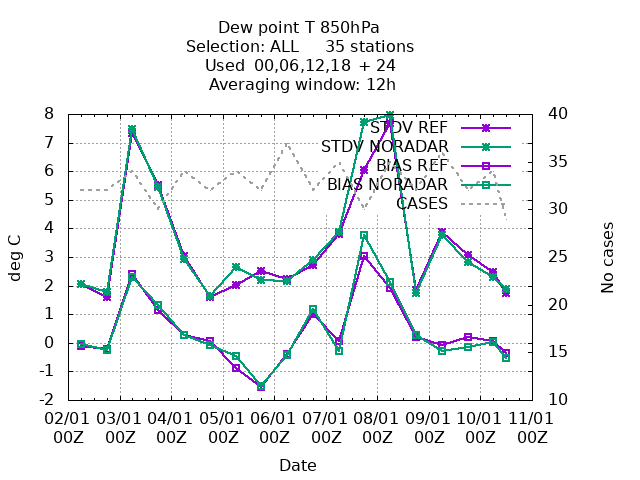 Dew point T 850hPa
Selection: ALL 35 stations
Used 00,06,12,18 + 24
Averaging window: 12h
8 40
STDV REF
7
STDV NORADAR
35
BIAS REF
6
BIAS NORADAR
5
CASES
30
4
deg C
3
25
No cases
2
20
1
0
15
-1
-2 10
02/01 03/01 04/01 05/01 06/01 07/01 08/01 09/01 10/01 11/01
00Z 00Z 00Z 00Z 00Z 00Z 00Z 00Z 00Z 00Z
Date